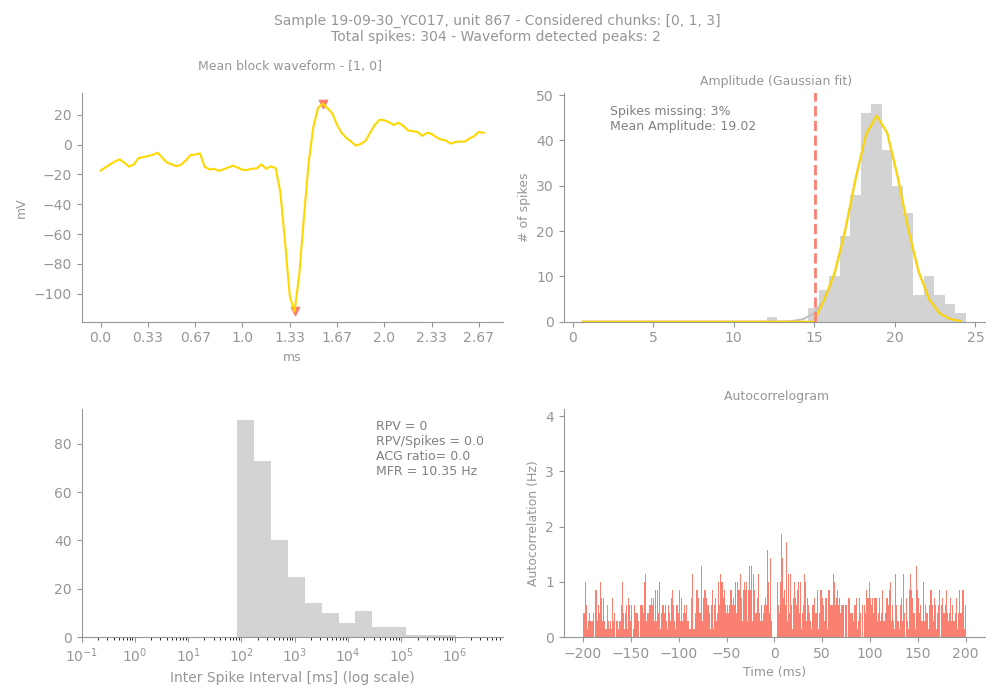 Sample 19-09-30_YC017, unit 867 - Considered chunks: [0, 1, 3]
Total spikes: 304 - Waveform detected peaks: 2
Mean block waveform - [1, 0]
20
0
−20
−40
−60
−80
−100
mV
0.0 0.33 0.67 1.0 1.33 1.67 2.0 2.33 2.67
ms
Amplitude (Gaussian fit)
Spikes missing: 3%
Mean Amplitude: 19.02
50
40
30
20
10
0
# of spikes
0 5 10 15 20 25
RPV = 0
RPV/Spikes = 0.0
ACG ratio= 0.0
MFR = 10.35 Hz
80
60
40
20
0
10⁻¹ 10⁰ 10¹ 10² 10³ 10⁴ 10⁵ 10⁶
Inter Spike Interval [ms] (log scale)
Autocorrelogram
4
3
2
1
0
Autocorrelation (Hz)
−200 −150 −100 −50 0 50 100 150 200
Time (ms)